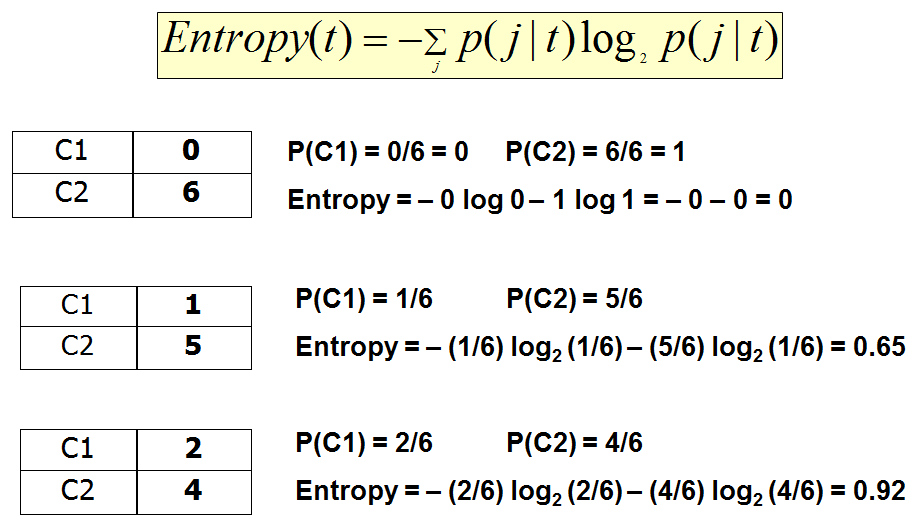 Entropy(t) = −∑j p(j | t) log2 p(j | t)
C1 0
C2 6
P(C1) = 0/6 = 0 P(C2) = 6/6 = 1
Entropy = – 0 log 0 – 1 log 1 = – 0 – 0 = 0
C1 1
C2 5
P(C1) = 1/6 P(C2) = 5/6
Entropy = – (1/6) log2 (1/6) – (5/6) log2 (1/6) = 0.65
C1 2
C2 4
P(C1) = 2/6 P(C2) = 4/6
Entropy = – (2/6) log2 (2/6) – (4/6) log2 (4/6) = 0.92